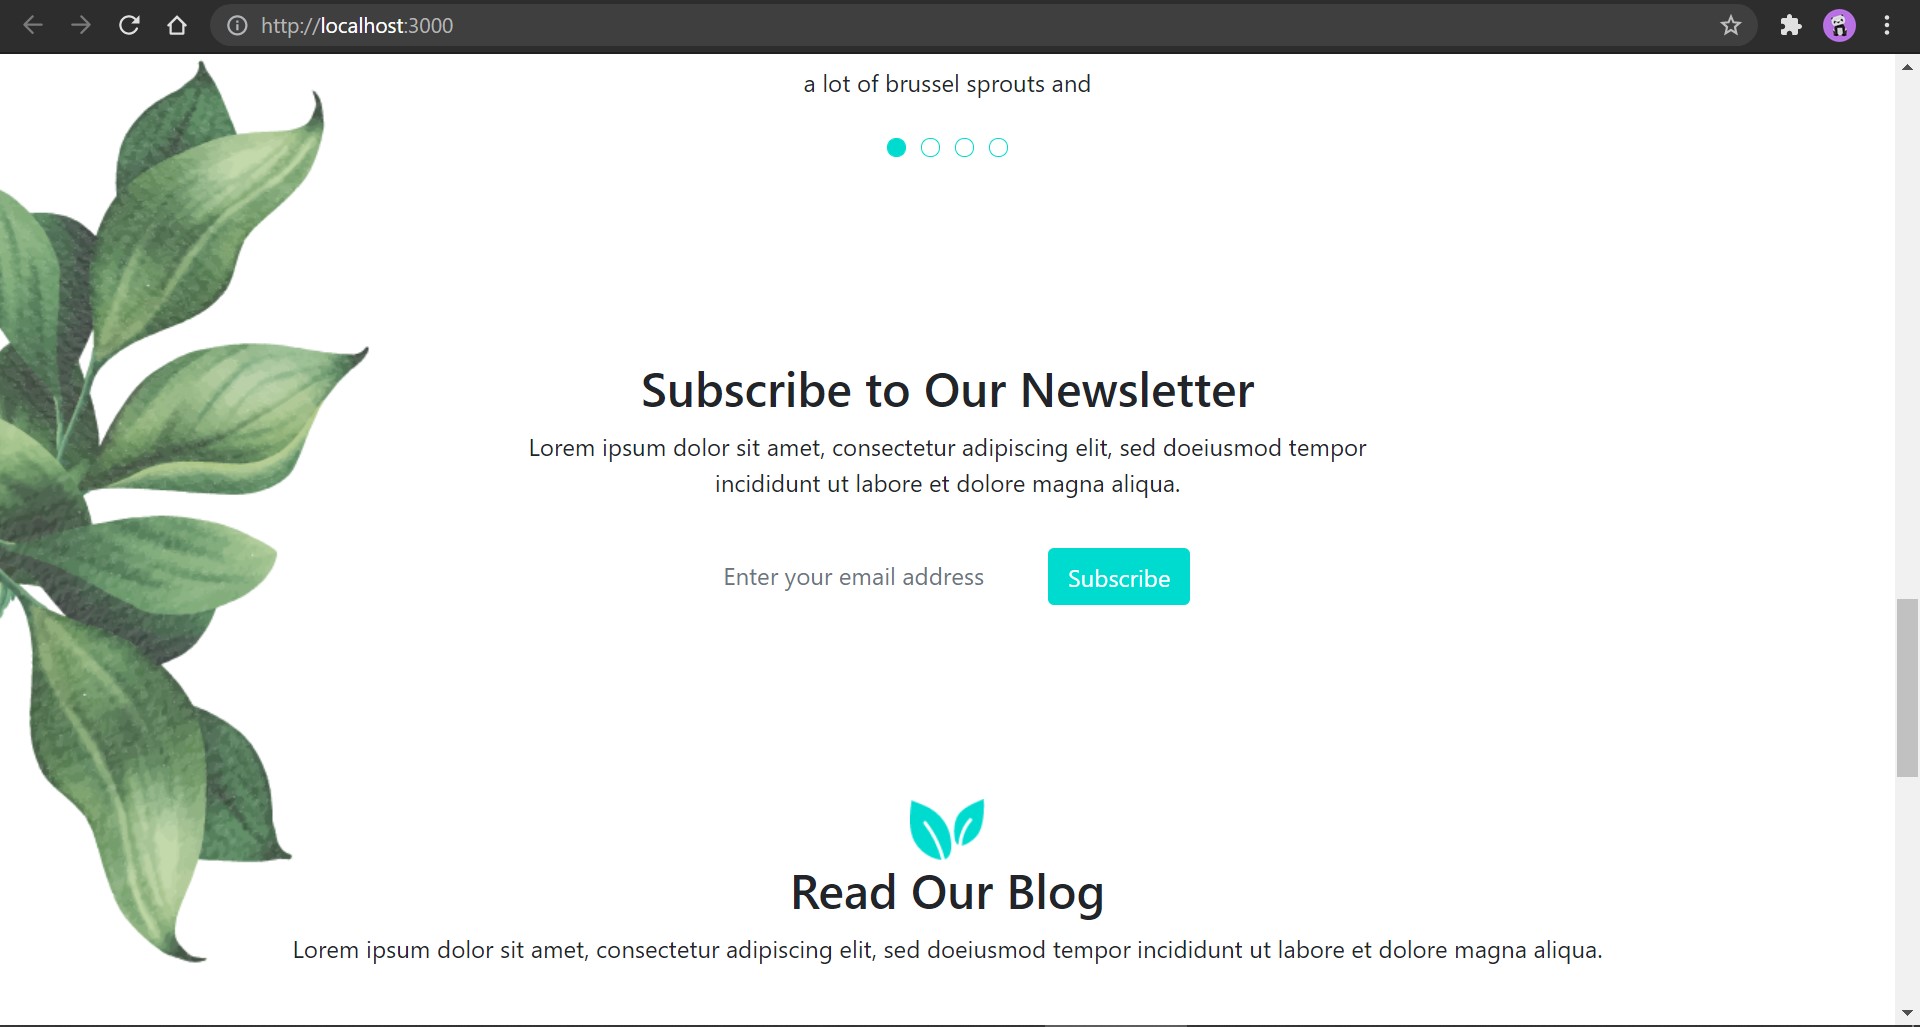 http://localhost:3000
a lot of brussel sprouts and
Subscribe to Our Newsletter
Lorem ipsum dolor sit amet, consectetur adipiscing elit, sed doeiusmod tempor
incididunt ut labore et dolore magna aliqua.
Enter your email address Subscribe
Read Our Blog
Lorem ipsum dolor sit amet, consectetur adipiscing elit, sed doeiusmod tempor incididunt ut labore et dolore magna aliqua.